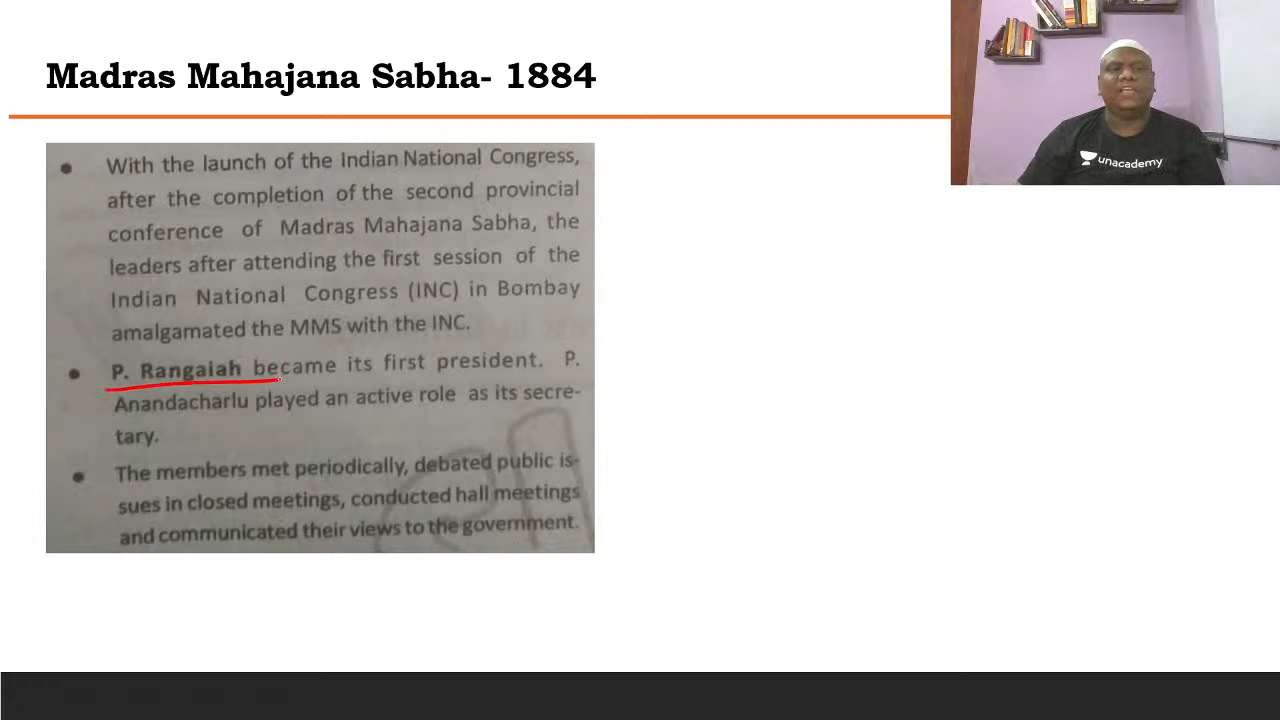 Madras Mahajana Sabha- 1884
• With the launch of the Indian National Congress,
after the completion of the second provincial
conference of Madras Mahajana Sabha, the
leaders after attending the first session of the
Indian National Congress (INC) in Bombay
amalgamated the MMS with the INC.
• P. Rangaiah became its first president. P.
Anandacharlu played an active role as its secre-
tary.
• The members met periodically, debated public is-
sues in closed meetings, conducted hall meetings
and communicated their views to the government.
unacademy